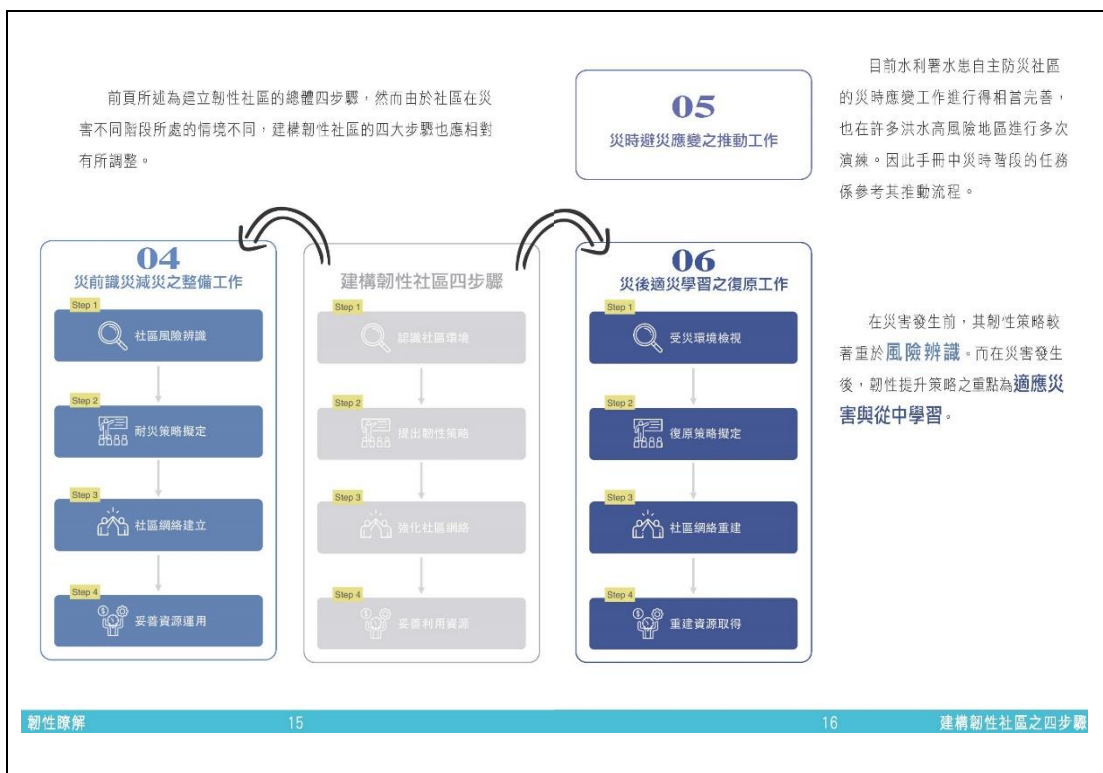 前頁所述為建立韌性社區的總體四步驟，然而由於社區在災
害不同階段所處的情境不同，建構韌性社區的四大步驟也應相對
有所調整。
05
災時避災應變之推動工作
目前水利署水患自主防災社區
的災時應變工作進行得相當完善，
也在許多洪水高風險地區進行多次
演練。因此手冊中災時階段的任務
係參考其推動流程。
04
災前識災減災之整備工作
Step 1
社區風險辨識
Step 2
耐災策略擬定
Step 3
社區網絡建立
Step 4
妥善資源運用
建構韌性社區四步驟
Step 1
認識社區環境
Step 2
提出韌性策略
Step 3
強化社區網絡
Step 4
妥善利用資源
06
災後適災學習之復原工作
Step 1
受災環境檢視
Step 2
復原策略擬定
Step 3
社區網絡重建
Step 4
重建資源取得
在災害發生前，其韌性策略較
著重於風險辨識。而在災害發生
後，韌性提升策略之重點為適應災
害與從中學習。
韌性瞭解
15
16
建構韌性社區之四步驟